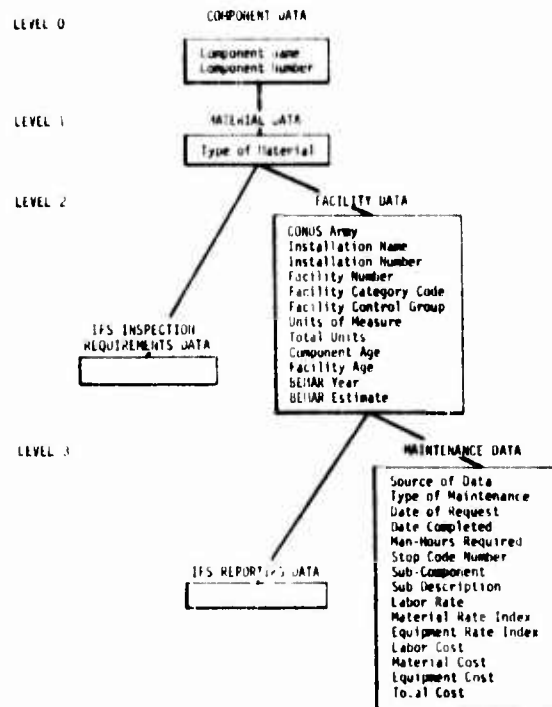 LEVEL 0
COMPONENT DATA
Component Name
Component Number
LEVEL 1
MATERIAL DATA
Type of Material
LEVEL 2
FACILITY DATA
CONUS Army
Installation Name
Installation Number
Facility Number
Facility Category Code
Facility Control Group
Units of Measure
Total Units
Component Age
Facility Age
BEMAR Year
BEMAR Estimate
IFS INSPECTION
REQUIREMENTS DATA
LEVEL 3
MAINTENANCE DATA
Source of Data
Type of Maintenance
Date of Request
Date Completed
Man-Hours Required
Stop Code Number
Sub-Component
Sub Description
Labor Rate
Material Rate Index
Equipment Rate Index
Labor Cost
Material Cost
Equipment Cost
Total Cost
IFS REPORTING DATA